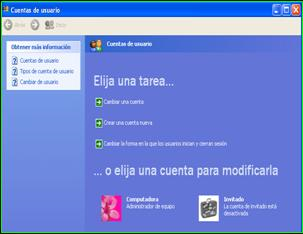 Cuentas de usuario
Atrás
Inicio
Obtener más información
Cuentas de usuario
Tipos de cuenta de usuario
Cambiar de usuario
Cuentas de usuario
Elija una tarea...
Cambiar una cuenta
Crear una cuenta nueva
Cambiar la forma en la que los usuarios inician y cierran sesión
... o elija una cuenta para modificarla
Computadora
Administrador de equipo
Invitado
La cuenta de invitado está
desactivada